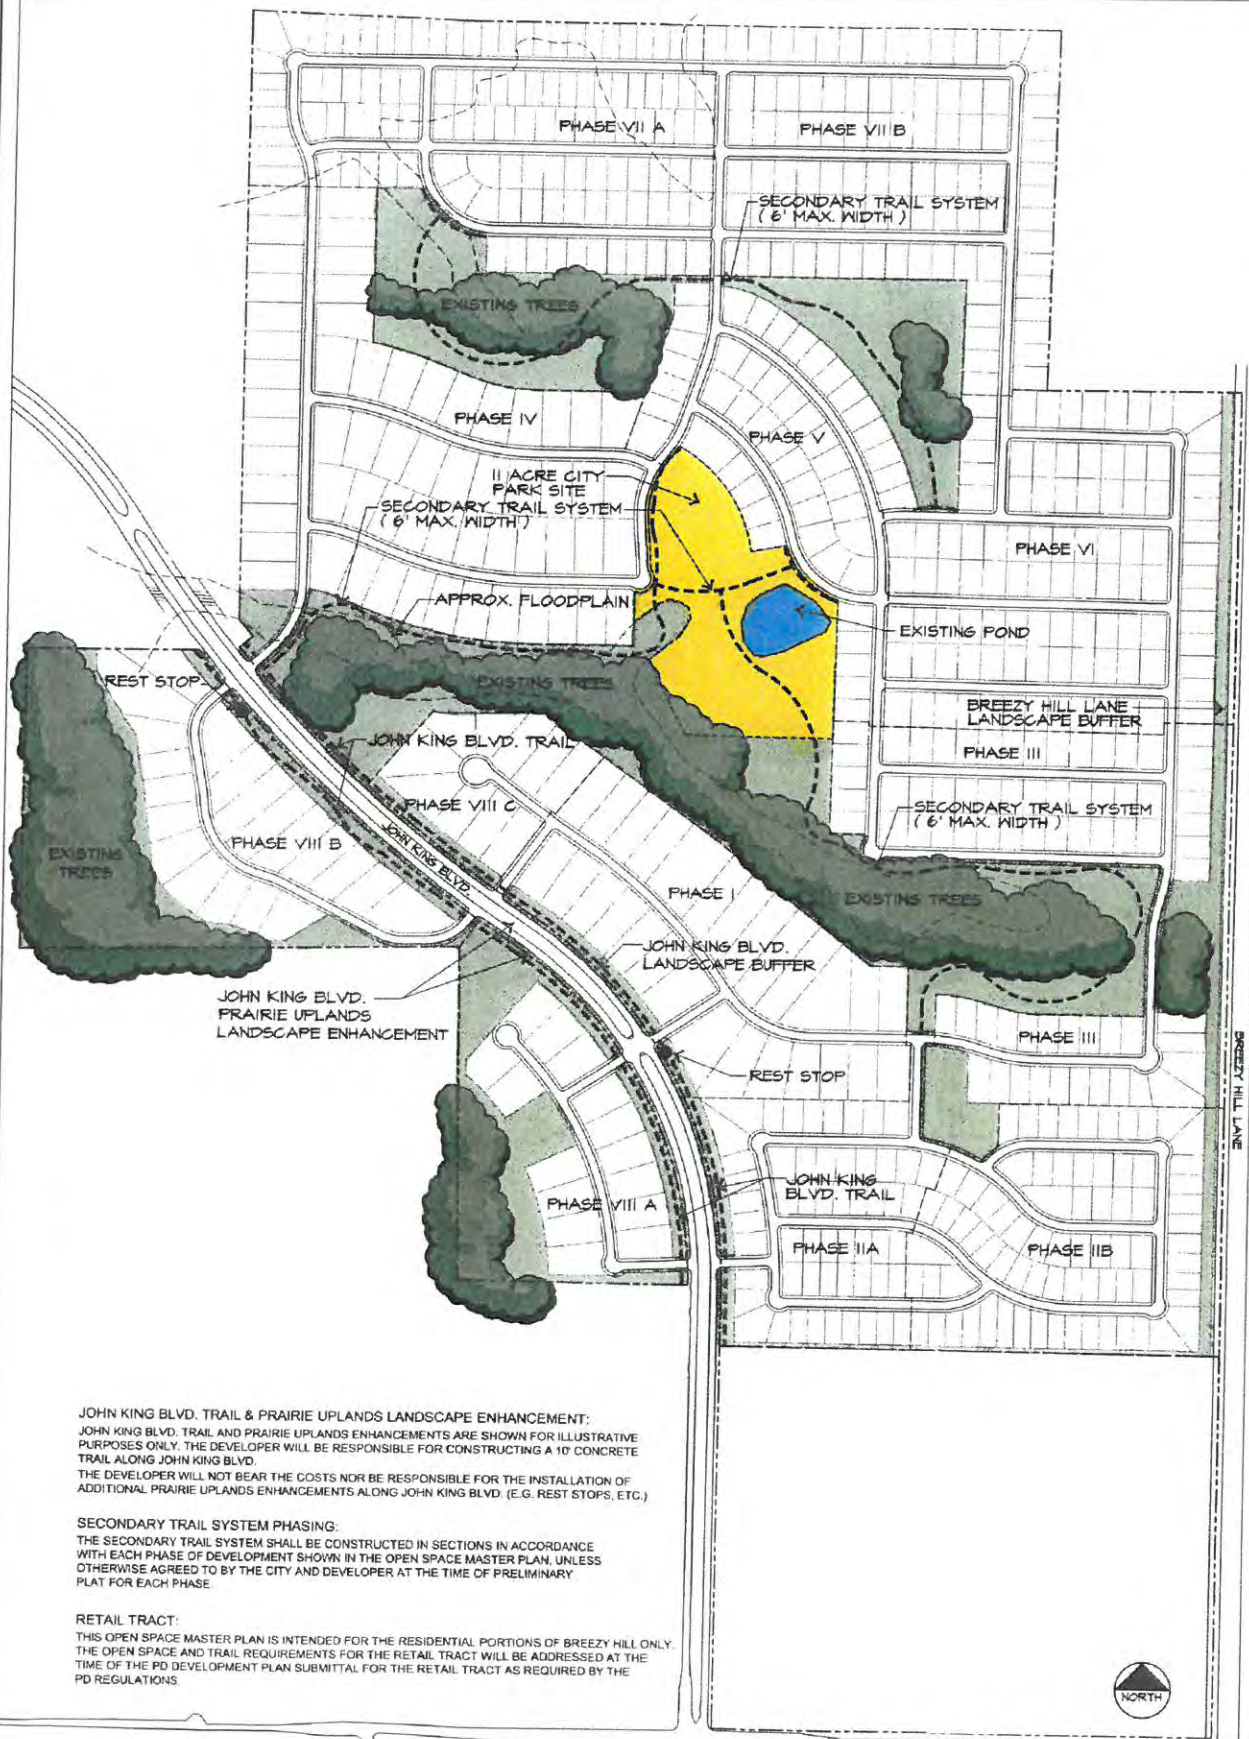 PHASE VII A
PHASE VII B
SECONDARY TRAIL SYSTEM
( 6' MAX. WIDTH )
EXISTING TREES
PHASE IV
PHASE V
11 ACRE CITY
PARK SITE
SECONDARY TRAIL SYSTEM
( 6' MAX. WIDTH )
PHASE VI
APPROX. FLOODPLAIN
EXISTING POND
REST STOP
EXISTING TREES
BREEZY HILL LANE
LANDSCAPE BUFFER
JOHN KING BLVD. TRAIL
PHASE III
PHASE VIII C
SECONDARY TRAIL SYSTEM
( 6' MAX. WIDTH )
PHASE VIII B
JOHN KING BLVD.
EXISTING
TREES
PHASE I
EXISTING TREES
JOHN KING BLVD.
LANDSCAPE BUFFER
JOHN KING BLVD.
PRAIRIE UPLANDS
LANDSCAPE ENHANCEMENT
PHASE III
REST STOP
BREEZY HILL LANE
JOHN KING
BLVD. TRAIL
PHASE VIII A
PHASE IIA
PHASE IIB
JOHN KING BLVD. TRAIL & PRAIRIE UPLANDS LANDSCAPE ENHANCEMENT:
JOHN KING BLVD. TRAIL AND PRAIRIE UPLANDS ENHANCEMENTS ARE SHOWN FOR ILLUSTRATIVE
PURPOSES ONLY. THE DEVELOPER WILL BE RESPONSIBLE FOR CONSTRUCTING A 10' CONCRETE
TRAIL ALONG JOHN KING BLVD.
THE DEVELOPER WILL NOT BEAR THE COSTS NOR BE RESPONSIBLE FOR THE INSTALLATION OF
ADDITIONAL PRAIRIE UPLANDS ENHANCEMENTS ALONG JOHN KING BLVD. (E.G. REST STOPS, ETC.)
SECONDARY TRAIL SYSTEM PHASING:
THE SECONDARY TRAIL SYSTEM SHALL BE CONSTRUCTED IN SECTIONS IN ACCORDANCE
WITH EACH PHASE OF DEVELOPMENT SHOWN IN THE OPEN SPACE MASTER PLAN, UNLESS
OTHERWISE AGREED TO BY THE CITY AND DEVELOPER AT THE TIME OF PRELIMINARY
PLAT FOR EACH PHASE.
RETAIL TRACT:
THIS OPEN SPACE MASTER PLAN IS INTENDED FOR THE RESIDENTIAL PORTIONS OF BREEZY HILL ONLY.
THE OPEN SPACE AND TRAIL REQUIREMENTS FOR THE RETAIL TRACT WILL BE ADDRESSED AT THE
TIME OF THE PD DEVELOPMENT PLAN SUBMITTAL FOR THE RETAIL TRACT AS REQUIRED BY THE
PD REGULATIONS.
NORTH